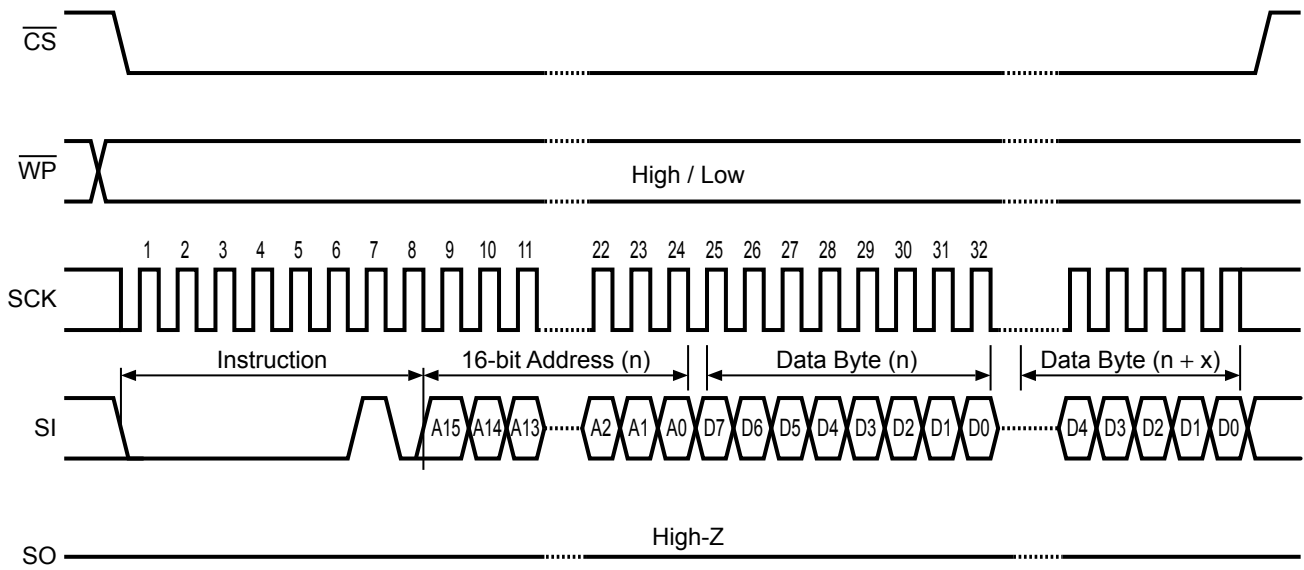 CS
WP
High / Low
1 2 3 4 5 6 7 8 9 10 11 22 23 24 25 26 27 28 29 30 31 32
SCK
Instruction 16-bit Address (n) Data Byte (n) Data Byte (n + x)
SI A15 A14 A13 A2 A1 A0 D7 D6 D5 D4 D3 D2 D1 D0 D4 D3 D2 D1 D0
High-Z
SO